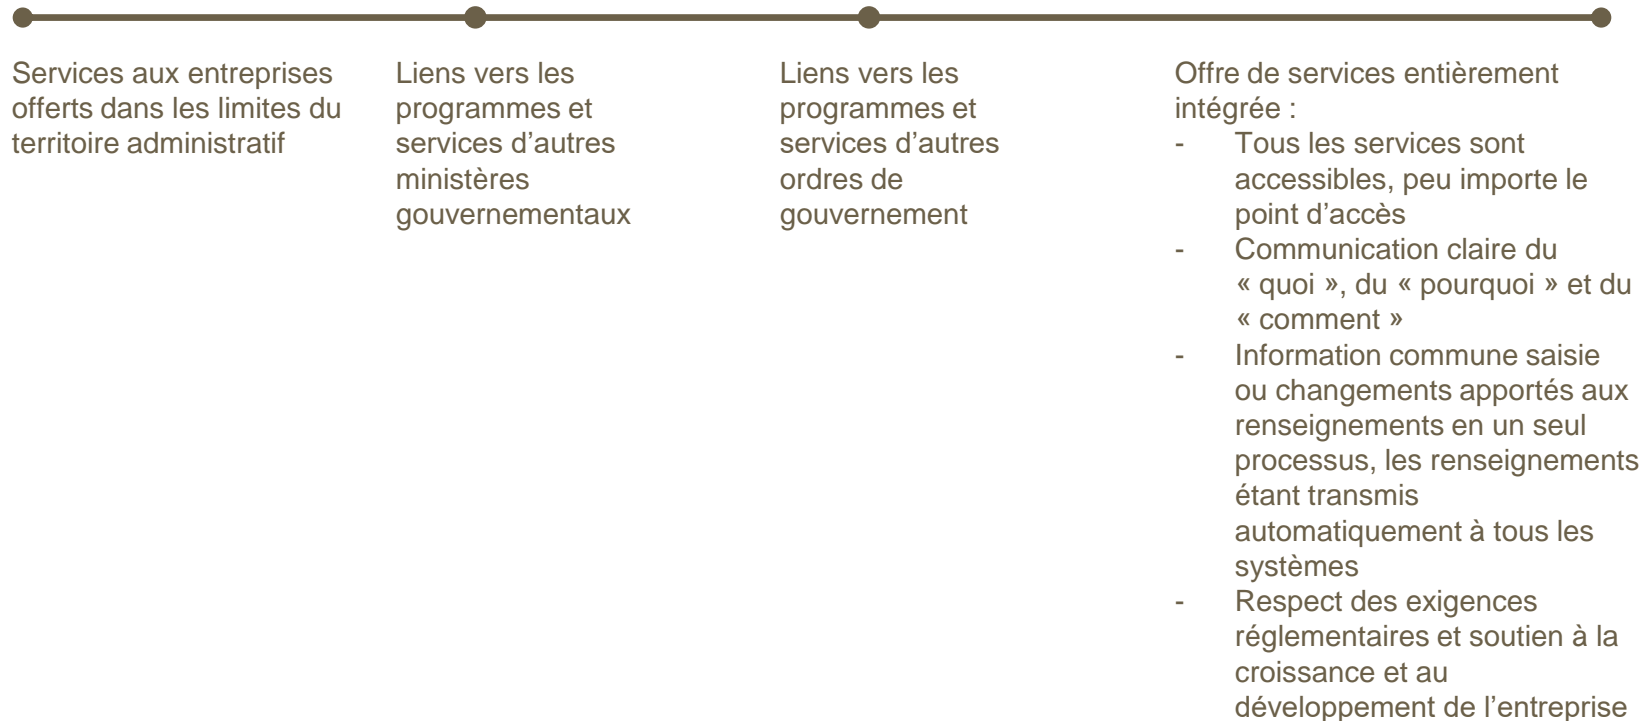 Services aux entreprises
offerts dans les limites du
territoire administratif
Liens vers les
programmes et
services d’autres
ministères
gouvernementaux
Liens vers les
programmes et
services d’autres
ordres de
gouvernement
Offre de services entièrement
intégrée :
- Tous les services sont
accessibles, peu importe le
point d’accès
- Communication claire du
« quoi », du « pourquoi » et du
« comment »
- Information commune saisie
ou changements apportés aux
renseignements en un seul
processus, les renseignements
étant transmis
automatiquement à tous les
systèmes
- Respect des exigences
réglementaires et soutien à la
croissance et au
développement de l’entreprise